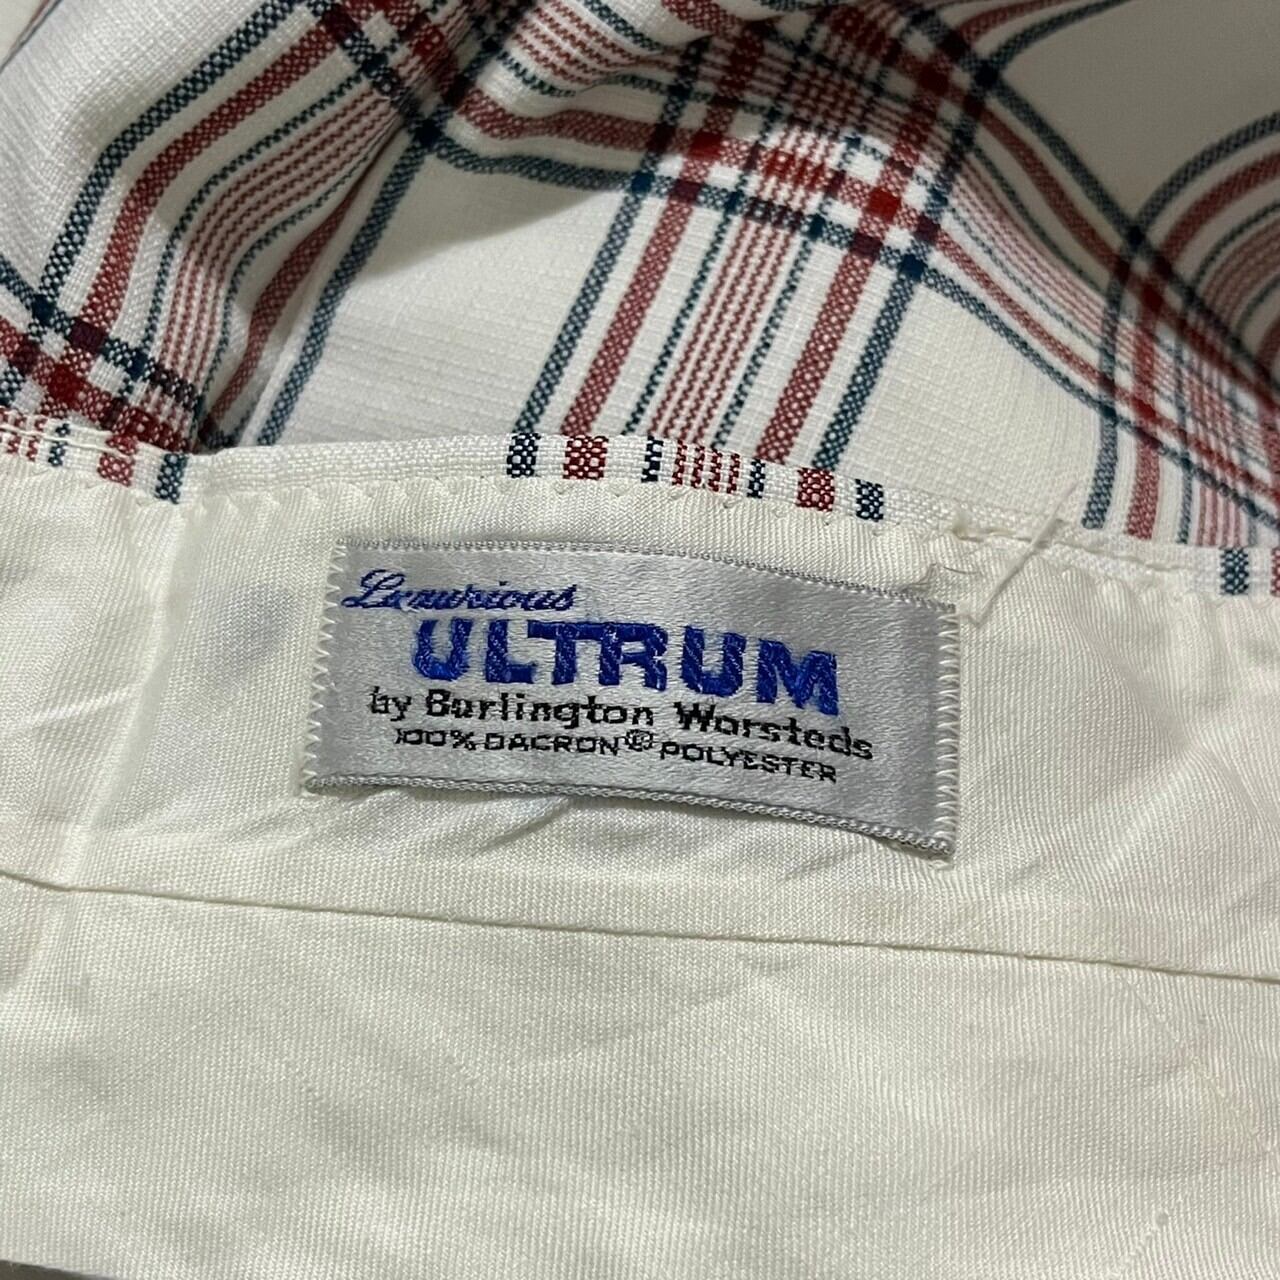 Luxurious
ULTRUM
by Burlington Worsteds
100% DACRON® POLYESTER